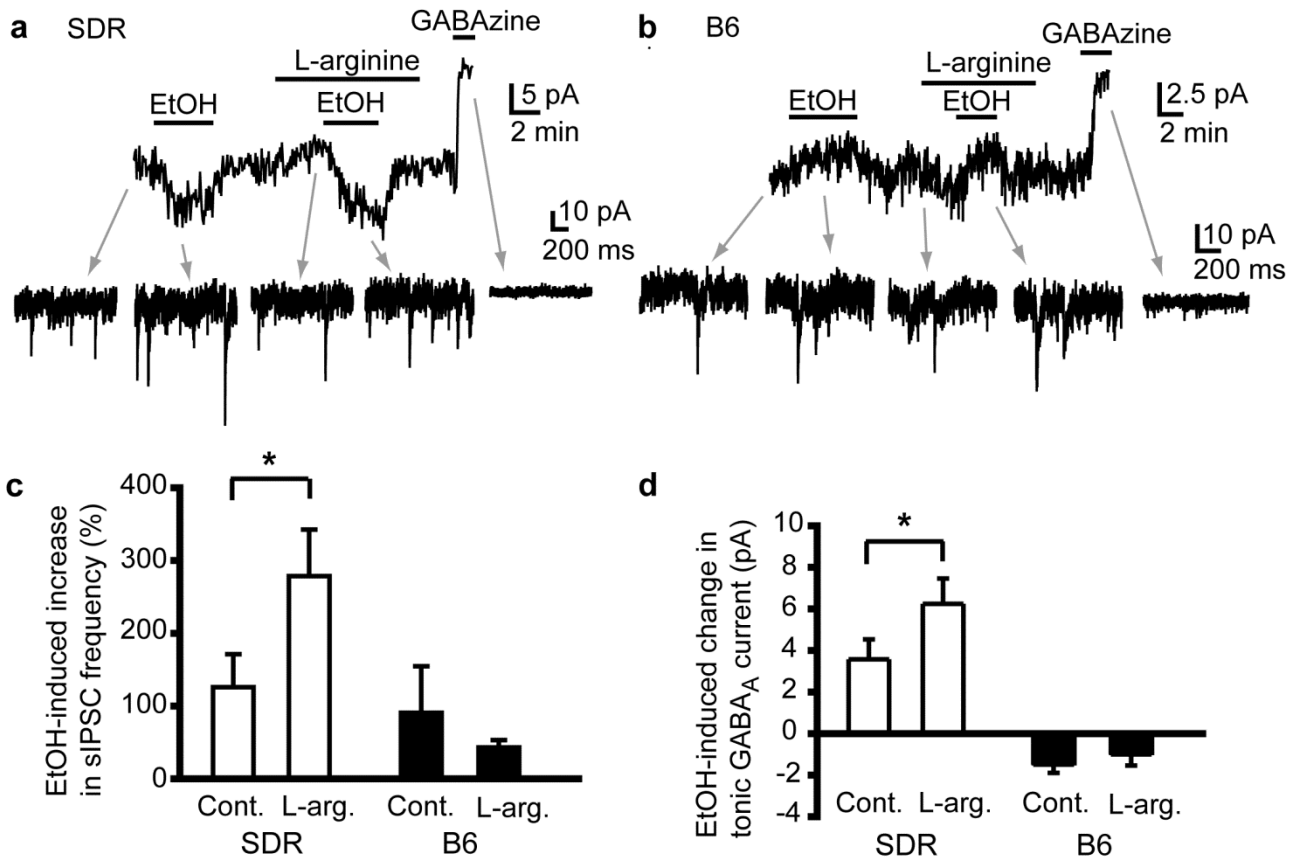 a SDR
GABAzine
L-arginine
EtOH EtOH
5 pA
2 min
10 pA
200 ms
b B6
GABAzine
L-arginine
EtOH EtOH
2.5 pA
2 min
10 pA
200 ms
c
EtOH-induced increase
in sIPSC frequency (%)
400
300
200
100
0
*
Cont. L-arg. Cont. L-arg.
SDR B6
d
EtOH-induced change in
tonic GABAA current (pA)
10
8
6
4
2
0
-2
-4
*
Cont. L-arg. Cont. L-arg.
SDR B6